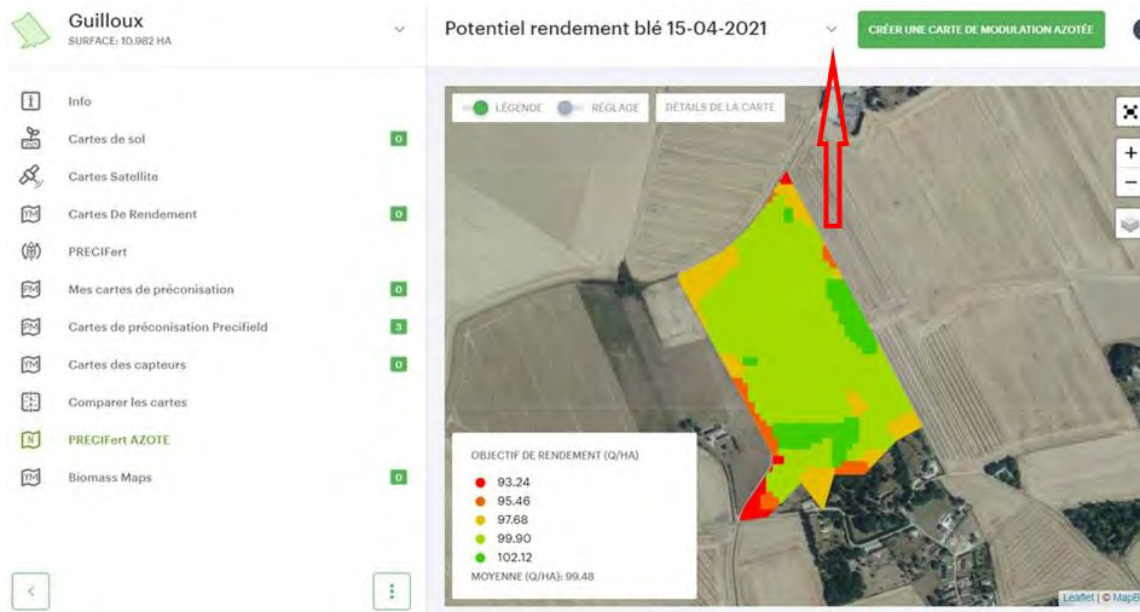 Guilloux
SURFACE: 10.982 HA
Info
Cartes de sol 0
Cartes Satellite
Cartes De Rendement 0
PRECIFert
Mes cartes de préconisation 0
Cartes de préconisation Precifield 3
Cartes des capteurs 0
Comparer les cartes
PRECIFert AZOTE
Biomass Maps 0
Potentiel rendement blé 15-04-2021
CRÉER UNE CARTE DE MODULATION AZOTÉE
LÉGENDE RÉGLAGE DÉTAILS DE LA CARTE
+
−
OBJECTIF DE RENDEMENT (Q/HA)
93.24
95.46
97.68
99.90
102.12
MOYENNE (Q/HA): 99.48
Leaflet | © MapB